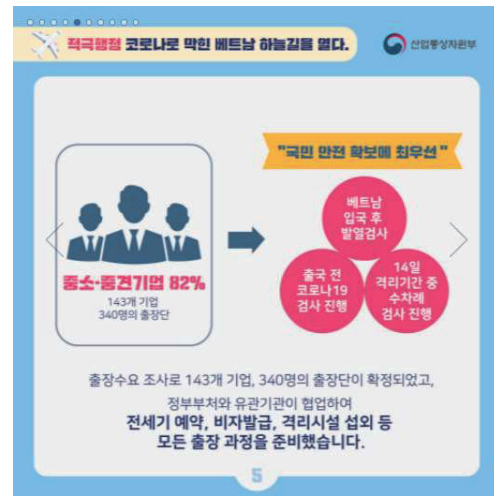 적극행정 코로나로 막힌 베트남 하늘길을 열다.
산업통상자원부
"국민 안전 확보에 최우선"
베트남
입국 후
발열검사
중소·중견기업 82%
143개 기업
340명의 출장단
출국 전
코로나19
검사 진행
14일
격리기간 중
수차례
검사 진행
출장수요 조사로 143개 기업, 340명의 출장단이 확정되었고,
정부부처와 유관기관이 협업하여
전세기 예약, 비자발급, 격리시설 섭외 등
모든 출장 과정을 준비했습니다.
5